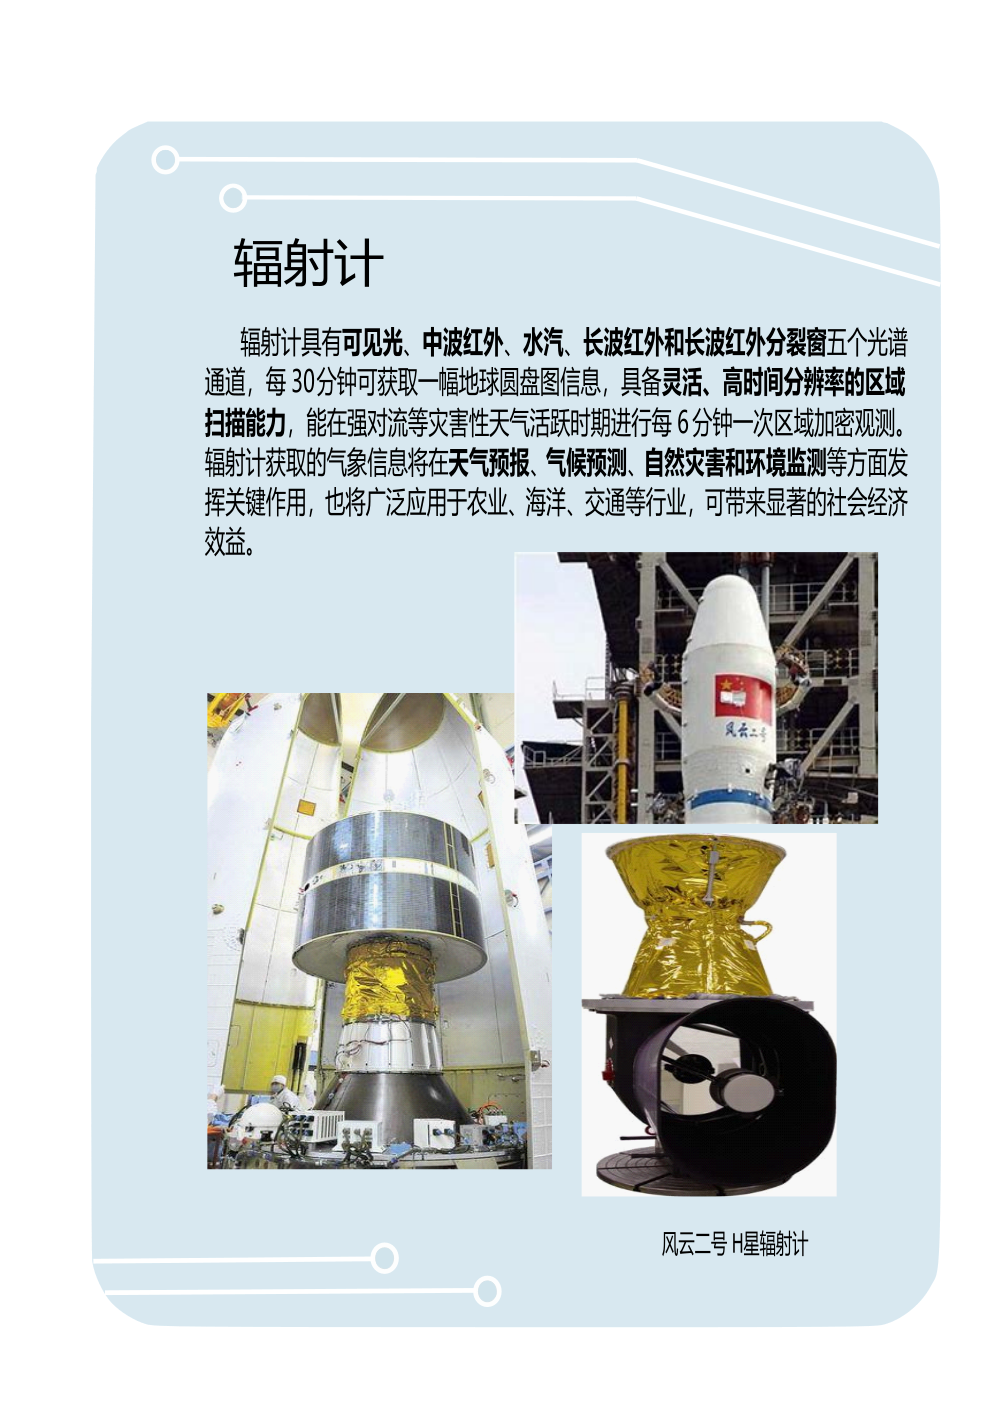 辐射计
辐射计具有可见光、中波红外、水汽、长波红外和长波红外分裂窗五个光谱
通道，每 30分钟可获取一幅地球圆盘图信息，具备灵活、高时间分辨率的区域
扫描能力，能在强对流等灾害性天气活跃时期进行每 6 分钟一次区域加密观测。
辐射计获取的气象信息将在天气预报、气候预测、自然灾害和环境监测等方面发
挥关键作用，也将广泛应用于农业、海洋、交通等行业，可带来显著的社会经济
效益。
风云二号
风云二号 H星辐射计